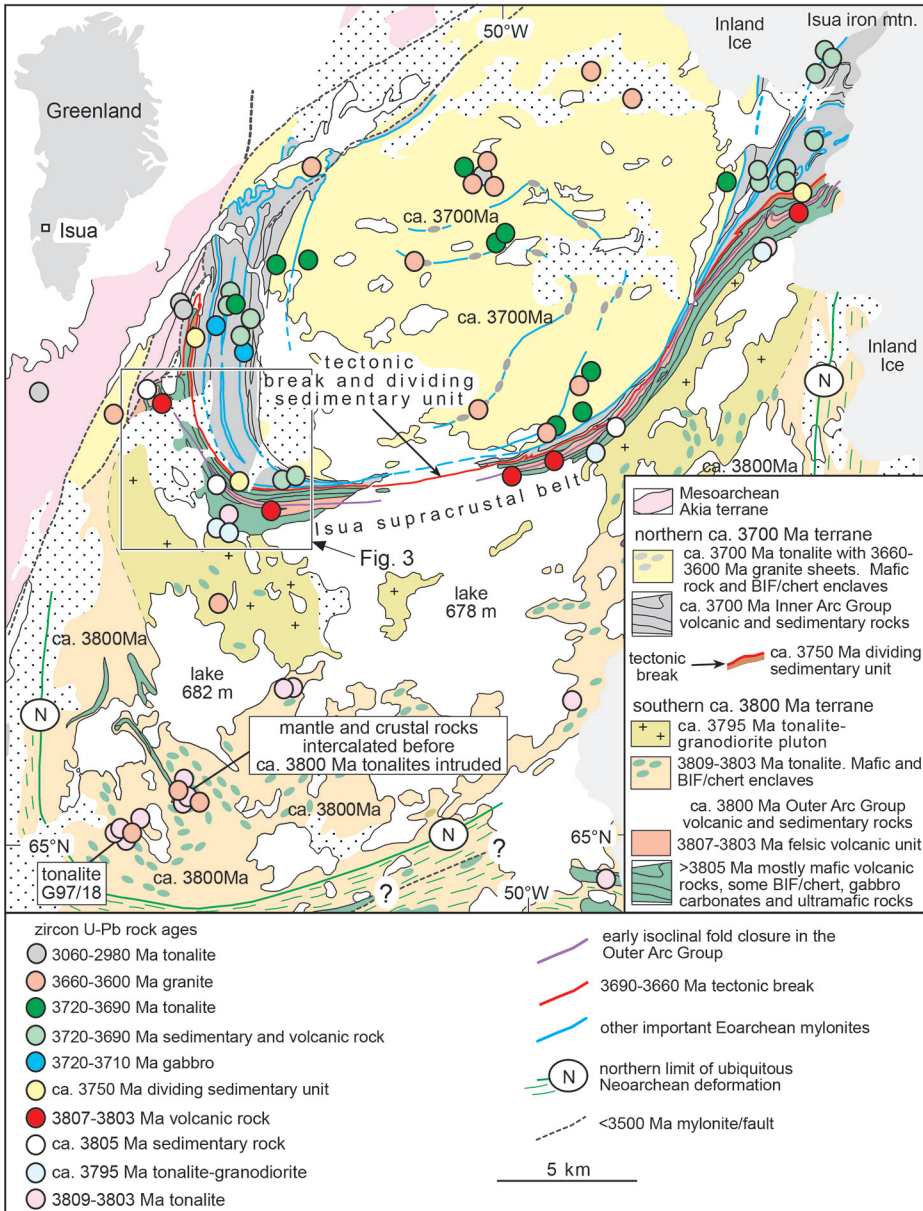 50°W
Inland
Ice
Isua iron mtn.
Greenland
Isua
ca. 3700Ma
ca. 3700Ma
tectonic
break and dividing
sedimentary unit
Inland
Ice
N
ca. 3800Ma
Isua supracrustal belt
Fig. 3
lake
678 m
ca. 3800Ma
lake
682 m
N
mantle and crustal rocks
intercalated before
ca. 3800 Ma tonalites intruded
ca. 3800Ma
N
65°N
65°N
tonalite
G97/18
ca. 3800Ma
?
?
50°W
Mesoarchean
Akia terrane
northern ca. 3700 Ma terrane
ca. 3700 Ma tonalite with 3660-
3600 Ma granite sheets. Mafic
rock and BIF/chert enclaves
ca. 3700 Ma Inner Arc Group
volcanic and sedimentary rocks
tectonic
break
ca. 3750 Ma dividing
sedimentary unit
southern ca. 3800 Ma terrane
ca. 3795 Ma tonalite-
granodiorite pluton
3809-3803 Ma tonalite. Mafic and
BIF/chert enclaves
ca. 3800 Ma Outer Arc Group
volcanic and sedimentary rocks
3807-3803 Ma felsic volcanic unit
>3805 Ma mostly mafic volcanic
rocks, some BIF/chert, gabbro
carbonates and ultramafic rocks
zircon U-Pb rock ages
3060-2980 Ma tonalite
3660-3600 Ma granite
3720-3690 Ma tonalite
3720-3690 Ma sedimentary and volcanic rock
3720-3710 Ma gabbro
ca. 3750 Ma dividing sedimentary unit
3807-3803 Ma volcanic rock
ca. 3805 Ma sedimentary rock
ca. 3795 Ma tonalite-granodiorite
3809-3803 Ma tonalite
early isoclinal fold closure in the
Outer Arc Group
3690-3660 Ma tectonic break
other important Eoarchean mylonites
N
northern limit of ubiquitous
Neoarchean deformation
<3500 Ma mylonite/fault
5 km